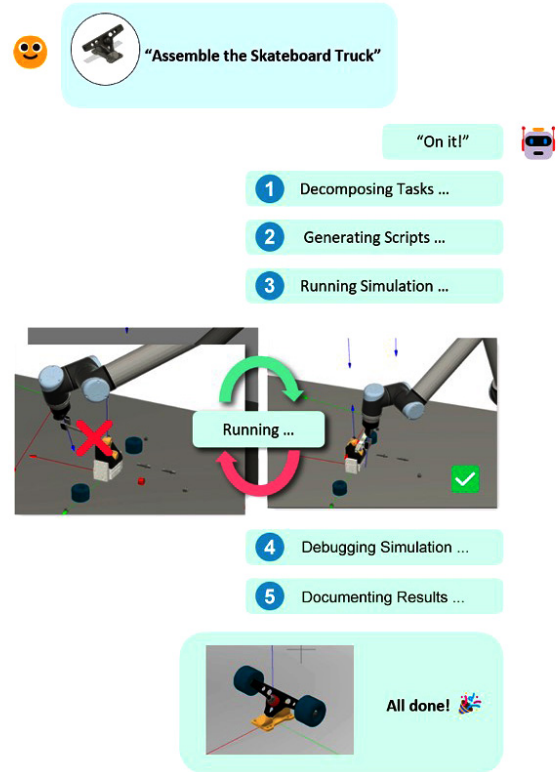 "Assemble the Skateboard Truck"
"On it!"
1 Decomposing Tasks ...
2 Generating Scripts ...
3 Running Simulation ...
Running ...
4 Debugging Simulation ...
5 Documenting Results ...
All done!